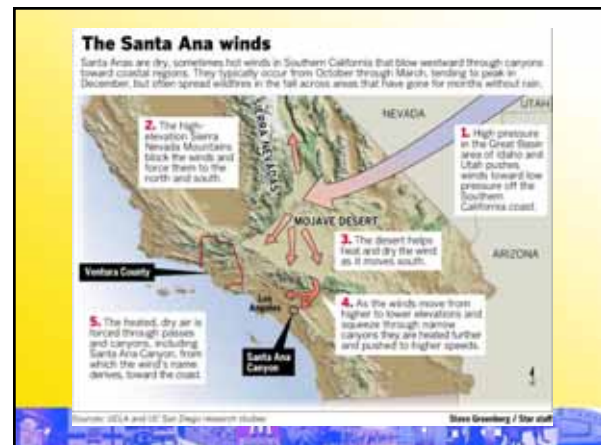 The Santa Ana winds
Santa Anas are dry, sometimes hot winds in Southern California that blow westward through canyons
toward coastal regions. They typically occur from October through March, tending to peak in
December, but often spread wildfires in the fall across areas that have gone for months without rain.
UTAH
NEVADA
SIERRA NEVADAS
1. High pressure
in the Great Basin
area of Idaho and
Utah pushes
winds toward low
pressure off the
Southern
California coast.
2. The high-
elevation Sierra
Nevada Mountains
block the winds and
force them to the
north and south.
MOJAVE DESERT
3. The desert helps
heat and dry the wind
as it moves south.
ARIZONA
Ventura County
Los
Angeles
4. As the winds move from
higher to lower elevations and
squeeze through narrow
canyons they are heated further
and pushed to higher speeds.
5. The heated, dry air is
forced through passes
and canyons, including
Santa Ana Canyon, from
which the wind's name
derives, toward the coast.
Santa Ana
Canyon
Sources: UCLA and UC San Diego research studies
Steve Greenberg / Star staff